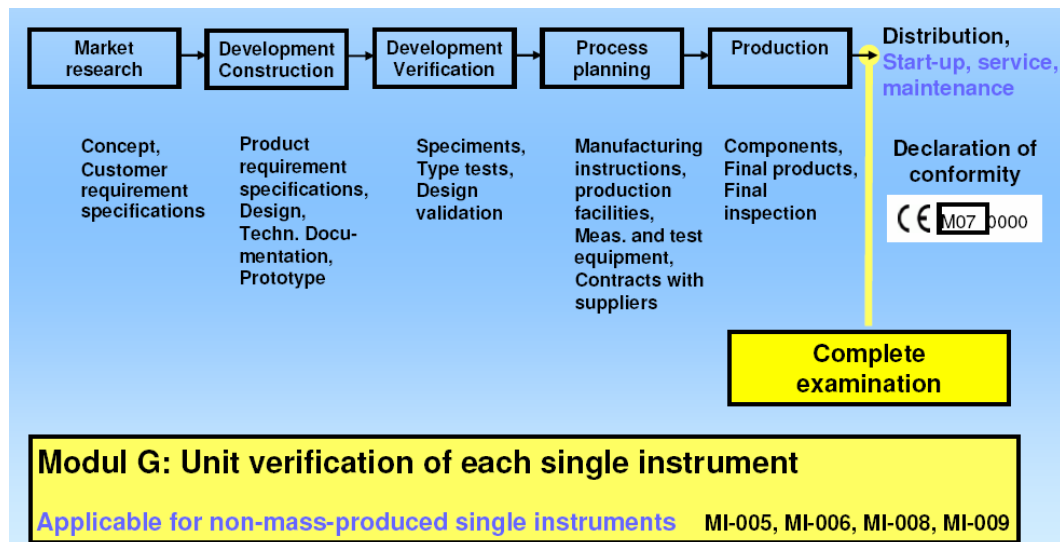 Market
research
Development
Construction
Development
Verification
Process
planning
Production
Distribution,
Start-up, service,
maintenance
Concept,
Customer
requirement
specifications
Product
requirement
specifications,
Design,
Techn. Docu-
mentation,
Prototype
Speciments,
Type tests,
Design
validation
Manufacturing
instructions,
production
facilities,
Meas. and test
equipment,
Contracts with
suppliers
Components,
Final products,
Final
inspection
Declaration of
conformity
CE M07 0000
Complete
examination
Modul G: Unit verification of each single instrument
Applicable for non-mass-produced single instruments MI-005, MI-006, MI-008, MI-009